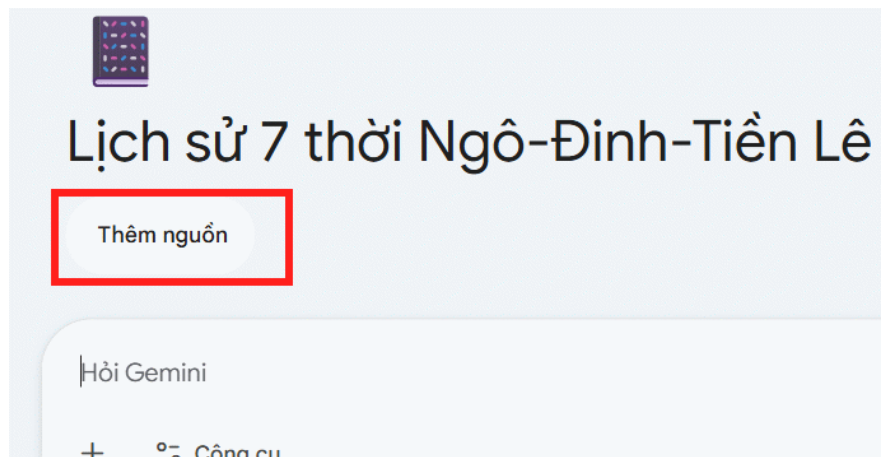 Lịch sử 7 thời Ngô-Đinh-Tiền Lê
Thêm nguồn
Hỏi Gemini
Công cụ